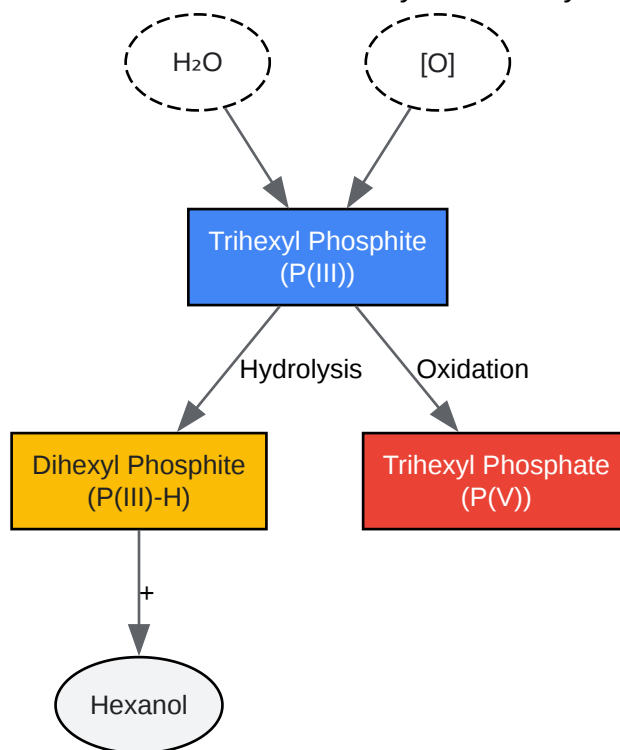 H₂O
[O]
Trihexyl Phosphite
(P(III))
Hydrolysis
Oxidation
Dihexyl Phosphite
(P(III)-H)
Trihexyl Phosphate
(P(V))
+
Hexanol